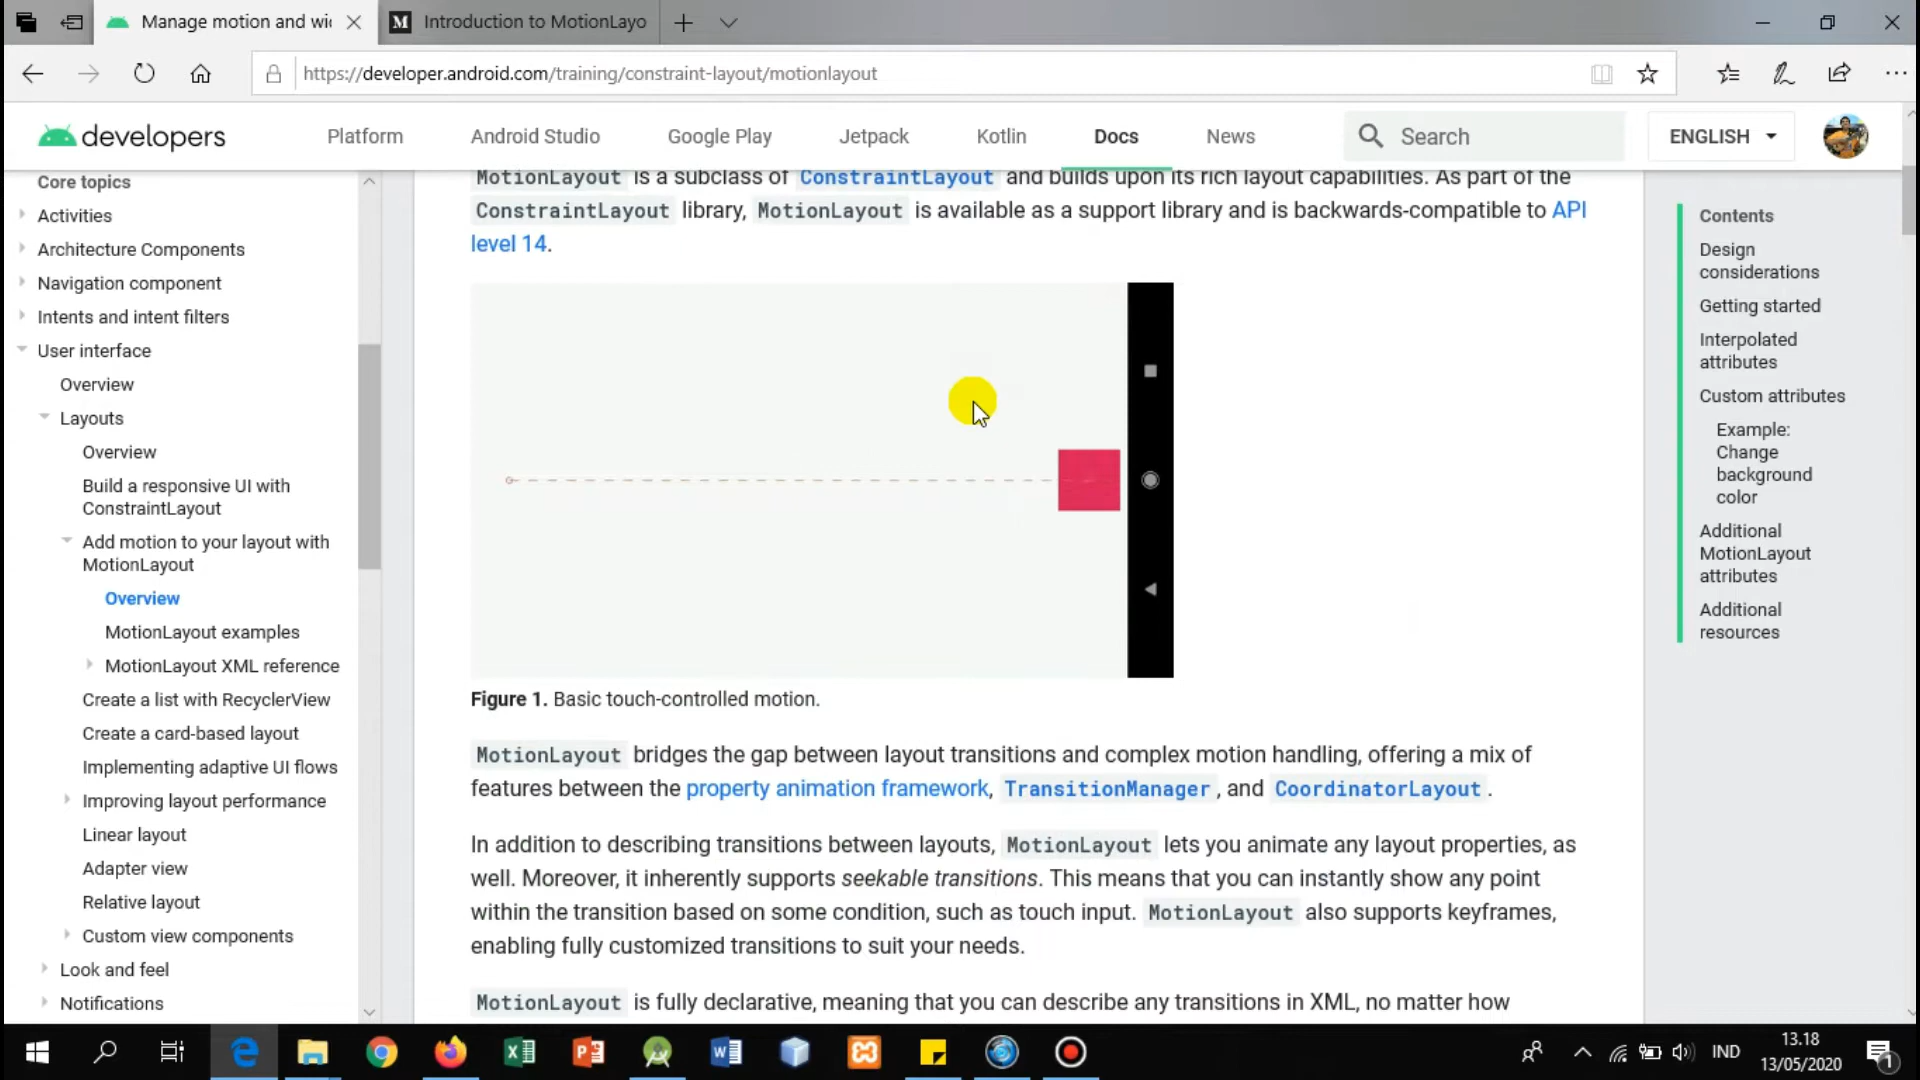 Manage motion and wi
Introduction to MotionLayo
https://developer.android.com/training/constraint-layout/motionlayout
developers
Platform
Android Studio
Google Play
Jetpack
Kotlin
Docs
News
Search
ENGLISH
Core topics
Activities
Architecture Components
Navigation component
Intents and intent filters
User interface
Overview
Layouts
Overview
Build a responsive UI with
ConstraintLayout
Add motion to your layout with
MotionLayout
Overview
MotionLayout examples
MotionLayout XML reference
Create a list with RecyclerView
Create a card-based layout
Implementing adaptive UI flows
Improving layout performance
Linear layout
Adapter view
Relative layout
Custom view components
Look and feel
Notifications
MotionLayout is a subclass of ConstraintLayout and builds upon its rich layout capabilities. As part of the
ConstraintLayout library, MotionLayout is available as a support library and is backwards-compatible to API
level 14.
Figure 1. Basic touch-controlled motion.
MotionLayout bridges the gap between layout transitions and complex motion handling, offering a mix of
features between the property animation framework, TransitionManager, and CoordinatorLayout.
In addition to describing transitions between layouts, MotionLayout lets you animate any layout properties, as
well. Moreover, it inherently supports seekable transitions. This means that you can instantly show any point
within the transition based on some condition, such as touch input. MotionLayout also supports keyframes,
enabling fully customized transitions to suit your needs.
MotionLayout is fully declarative, meaning that you can describe any transitions in XML, no matter how
Contents
Design
considerations
Getting started
Interpolated
attributes
Custom attributes
Example:
Change
background
color
Additional
MotionLayout
attributes
Additional
resources
IND
13.18
13/05/2020
1